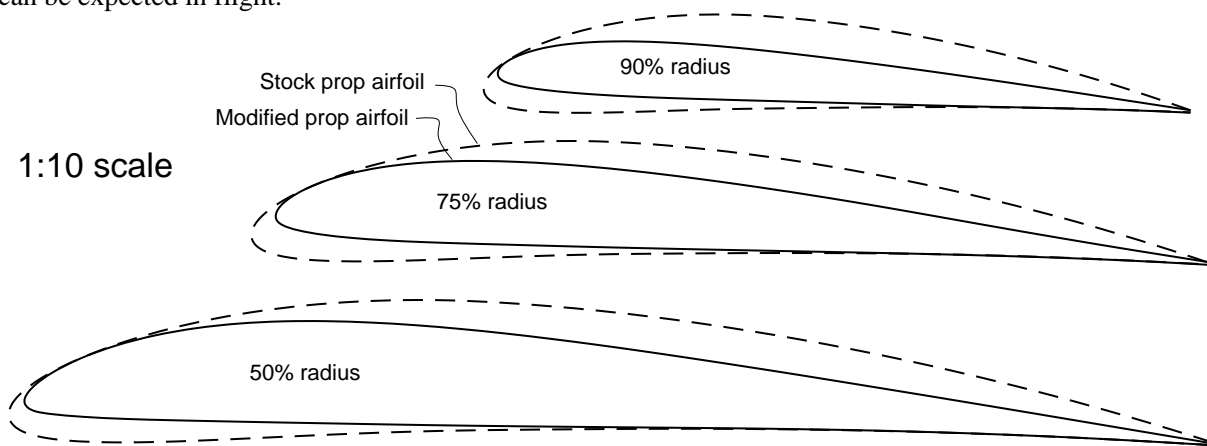 can be expected in flight.
90% radius
Stock prop airfoil
Modified prop airfoil
1:10 scale
75% radius
50% radius